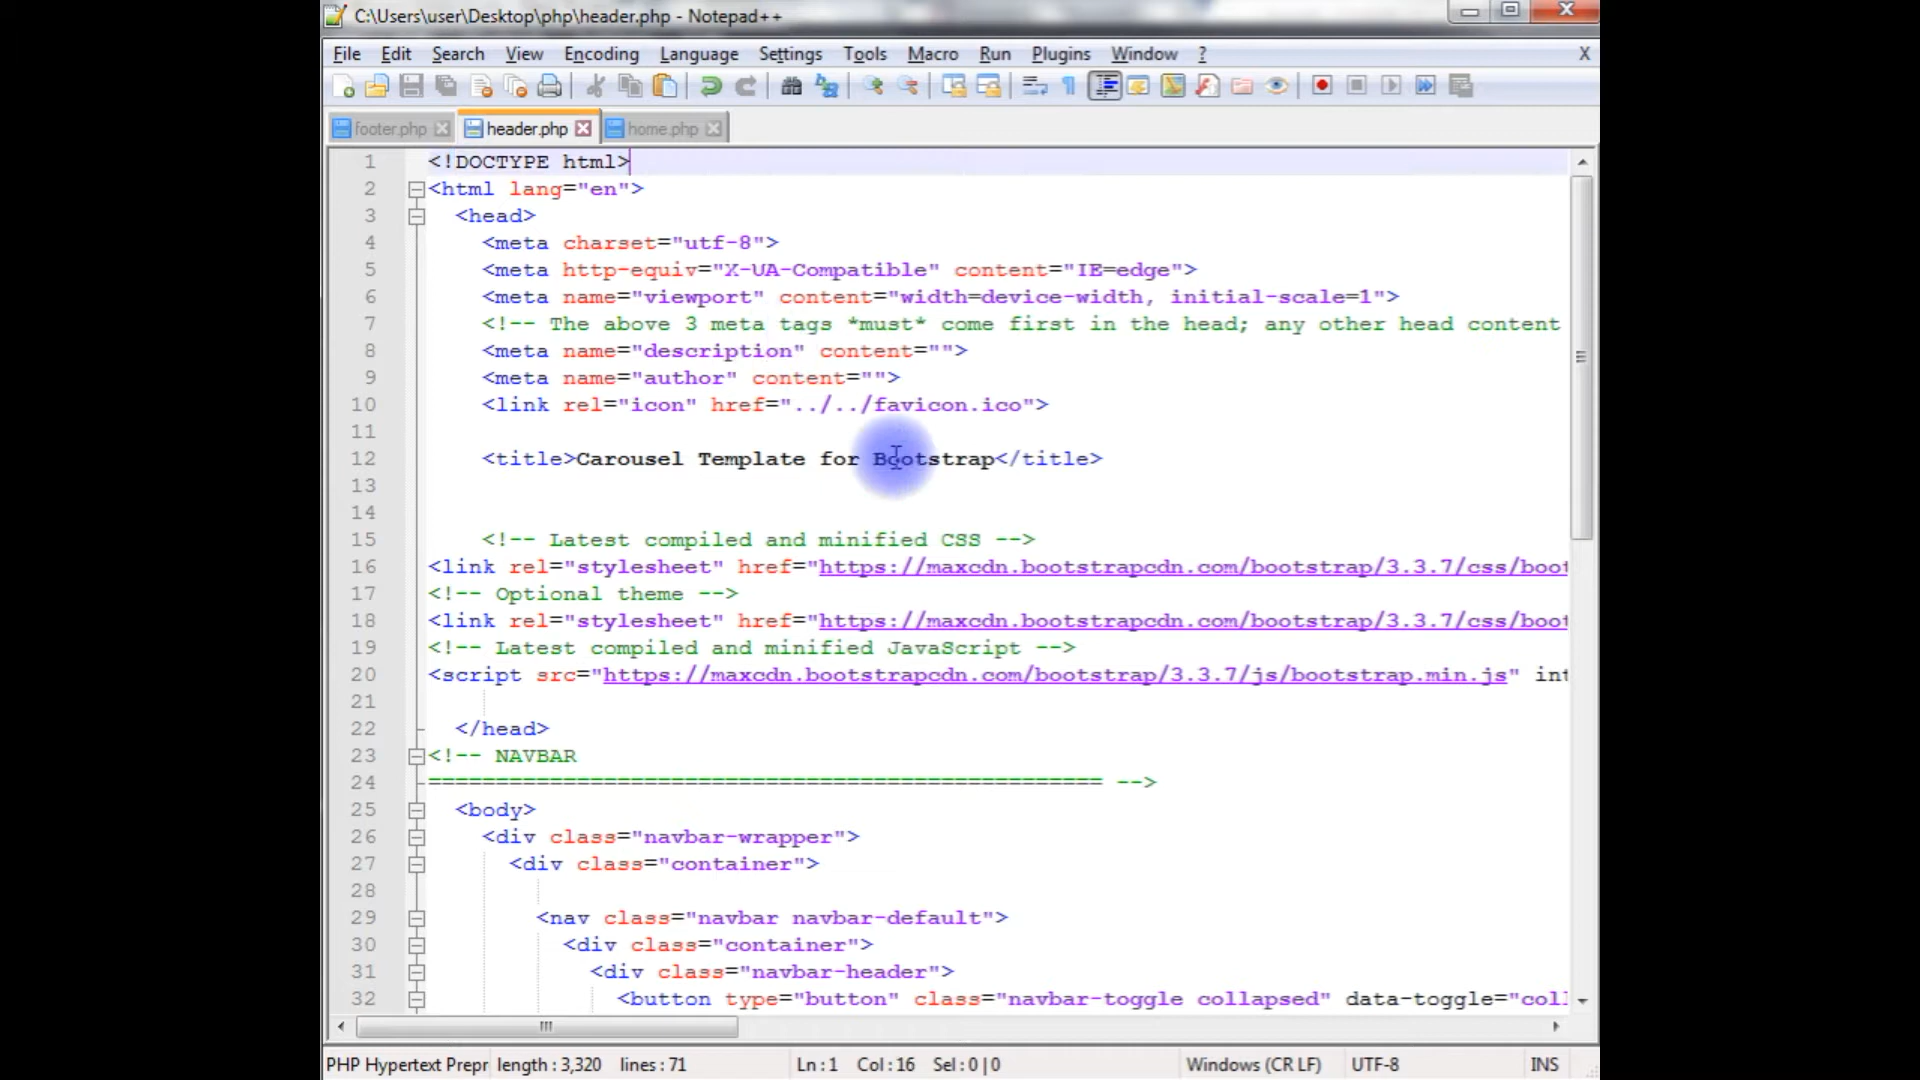 C:\Users\user\Desktop\php\header.php - Notepad++
File Edit Search View Encoding Language Settings Tools Macro Run Plugins Window ? X
footer.php header.php home.php
1 <!DOCTYPE html>
2 <html lang="en">
3 <head>
4 <meta charset="utf-8">
5 <meta http-equiv="X-UA-Compatible" content="IE=edge">
6 <meta name="viewport" content="width=device-width, initial-scale=1">
7 <!-- The above 3 meta tags *must* come first in the head; any other head content
8 <meta name="description" content="">
9 <meta name="author" content="">
10 <link rel="icon" href="../../favicon.ico">
11
12 <title>Carousel Template for Bootstrap</title>
13
14
15 <!-- Latest compiled and minified CSS -->
16 <link rel="stylesheet" href="https://maxcdn.bootstrapcdn.com/bootstrap/3.3.7/css/boot
17 <!-- Optional theme -->
18 <link rel="stylesheet" href="https://maxcdn.bootstrapcdn.com/bootstrap/3.3.7/css/boot
19 <!-- Latest compiled and minified JavaScript -->
20 <script src="https://maxcdn.bootstrapcdn.com/bootstrap/3.3.7/js/bootstrap.min.js" int
21
22 </head>
23 <!-- NAVBAR
24 ================================================== -->
25 <body>
26 <div class="navbar-wrapper">
27 <div class="container">
28
29 <nav class="navbar navbar-default">
30 <div class="container">
31 <div class="navbar-header">
32 <button type="button" class="navbar-toggle collapsed" data-toggle="coll
PHP Hypertext Prepr length : 3,320 lines : 71 Ln : 1 Col : 16 Sel : 0 | 0 Windows (CR LF) UTF-8 INS